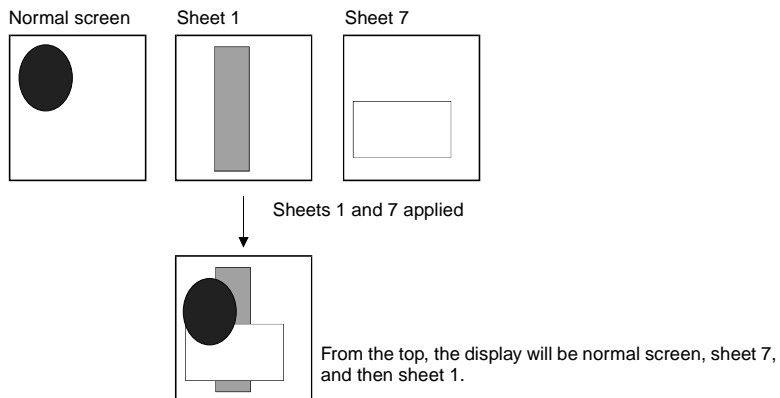 Normal screen
Sheet 1
Sheet 7
Sheets 1 and 7 applied
From the top, the display will be normal screen, sheet 7,
and then sheet 1.